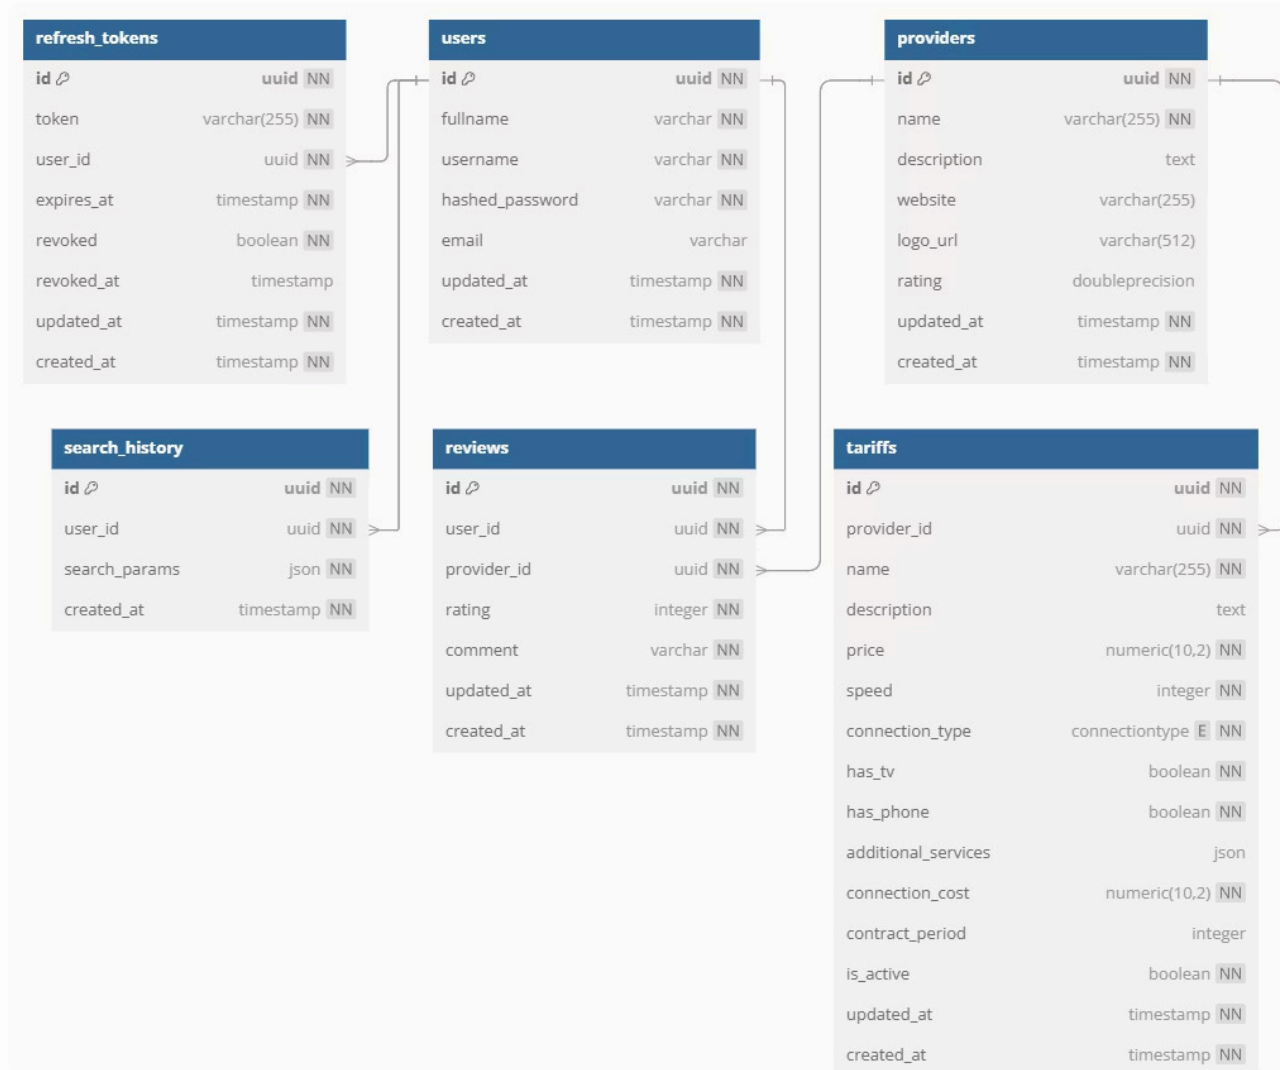 refresh_tokens
id uuid NN
token varchar(255) NN
user_id uuid NN
expires_at timestamp NN
revoked boolean NN
revoked_at timestamp
updated_at timestamp NN
created_at timestamp NN
users
id uuid NN
fullname varchar NN
username varchar NN
hashed_password varchar NN
email varchar
updated_at timestamp NN
created_at timestamp NN
providers
id uuid NN
name varchar(255) NN
description text
website varchar(255)
logo_url varchar(512)
rating doubleprecision
updated_at timestamp NN
created_at timestamp NN
search_history
id uuid NN
user_id uuid NN
search_params json NN
created_at timestamp NN
reviews
id uuid NN
user_id uuid NN
provider_id uuid NN
rating integer NN
comment varchar NN
updated_at timestamp NN
created_at timestamp NN
tariffs
id uuid NN
provider_id uuid NN
name varchar(255) NN
description text
price numeric(10,2) NN
speed integer NN
connection_type connectiontype E NN
has_tv boolean NN
has_phone boolean NN
additional_services json
connection_cost numeric(10,2) NN
contract_period integer
is_active boolean NN
updated_at timestamp NN
created_at timestamp NN